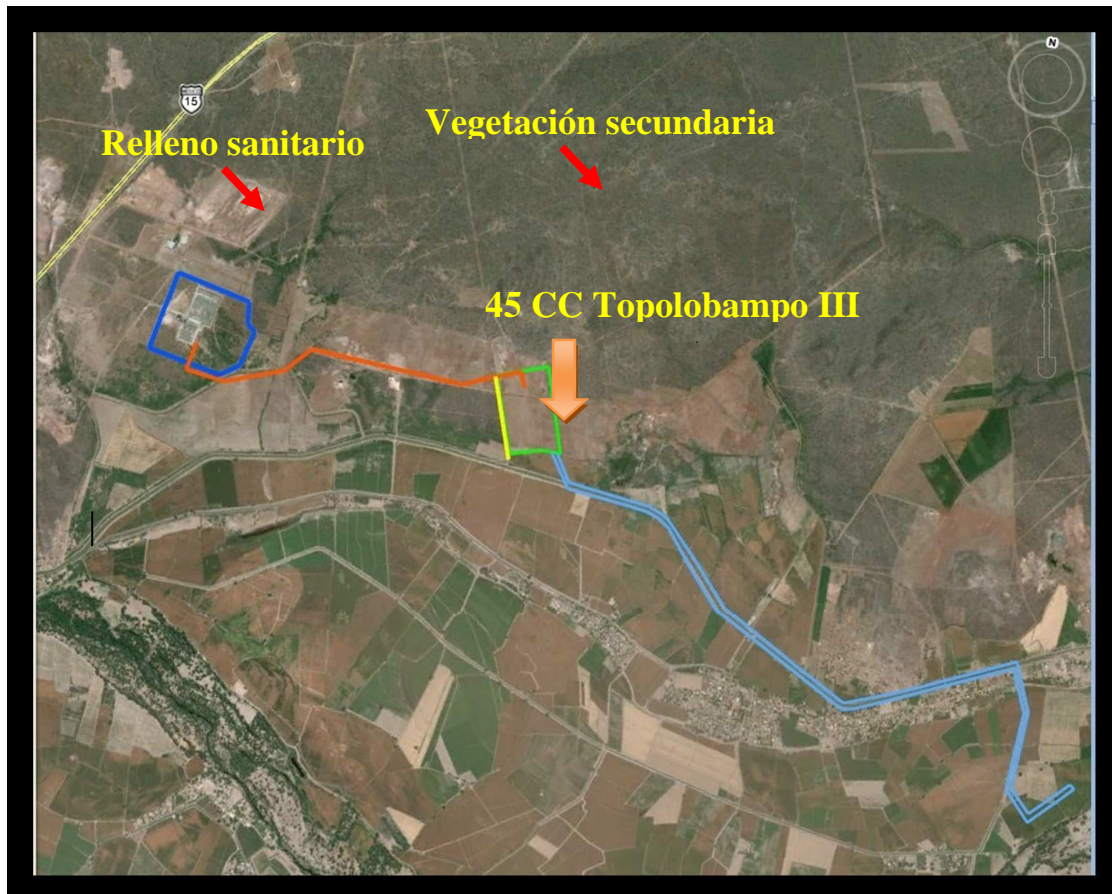 N
15
Vegetación secundaria
Relleno sanitario
45 CC Topolobampo III